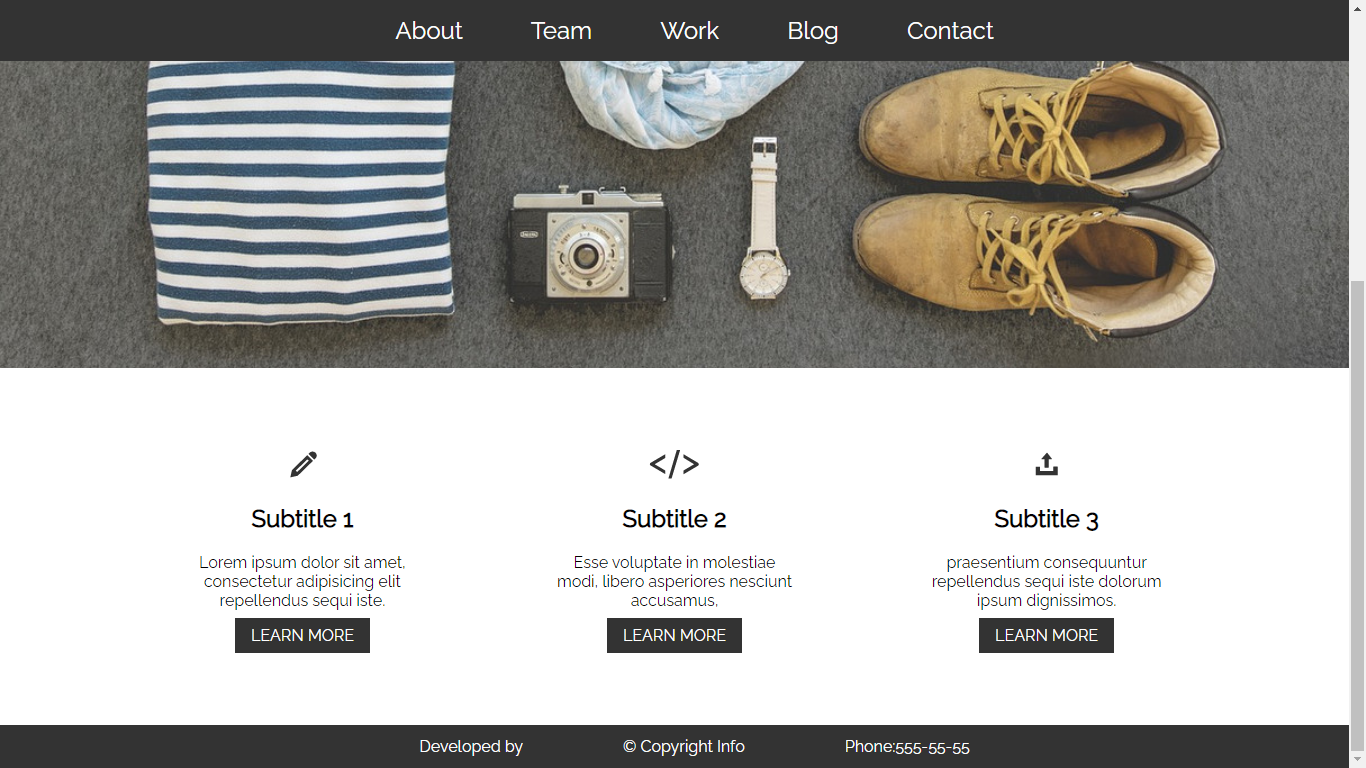 About Team Work Blog Contact
</>
Subtitle 1
Lorem ipsum dolor sit amet,
consectetur adipisicing elit
repellendus sequi iste.
LEARN MORE
Subtitle 2
Esse voluptate in molestiae
modi, libero asperiores nesciunt
accusamus,
LEARN MORE
Subtitle 3
praesentium consequuntur
repellendus sequi iste dolorum
ipsum dignissimos.
LEARN MORE
Developed by © Copyright Info Phone:555-55-55